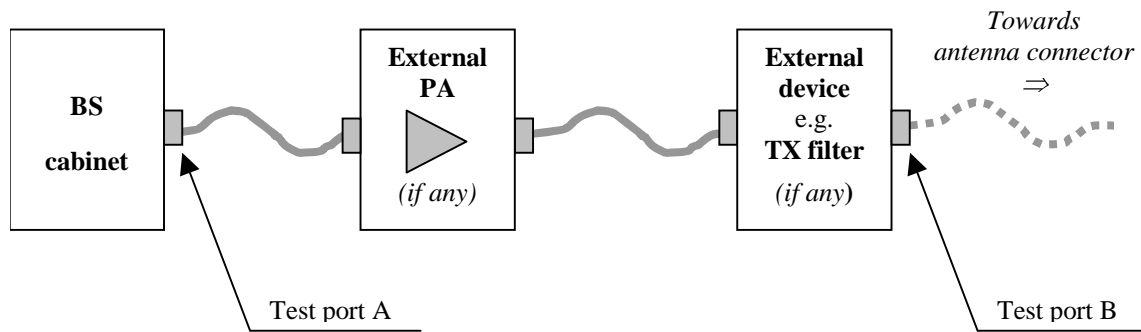 BS
cabinet
External
PA
(if any)
External
device
e.g.
TX filter
(if any)
Towards
antenna connector
⇒
Test port A
Test port B